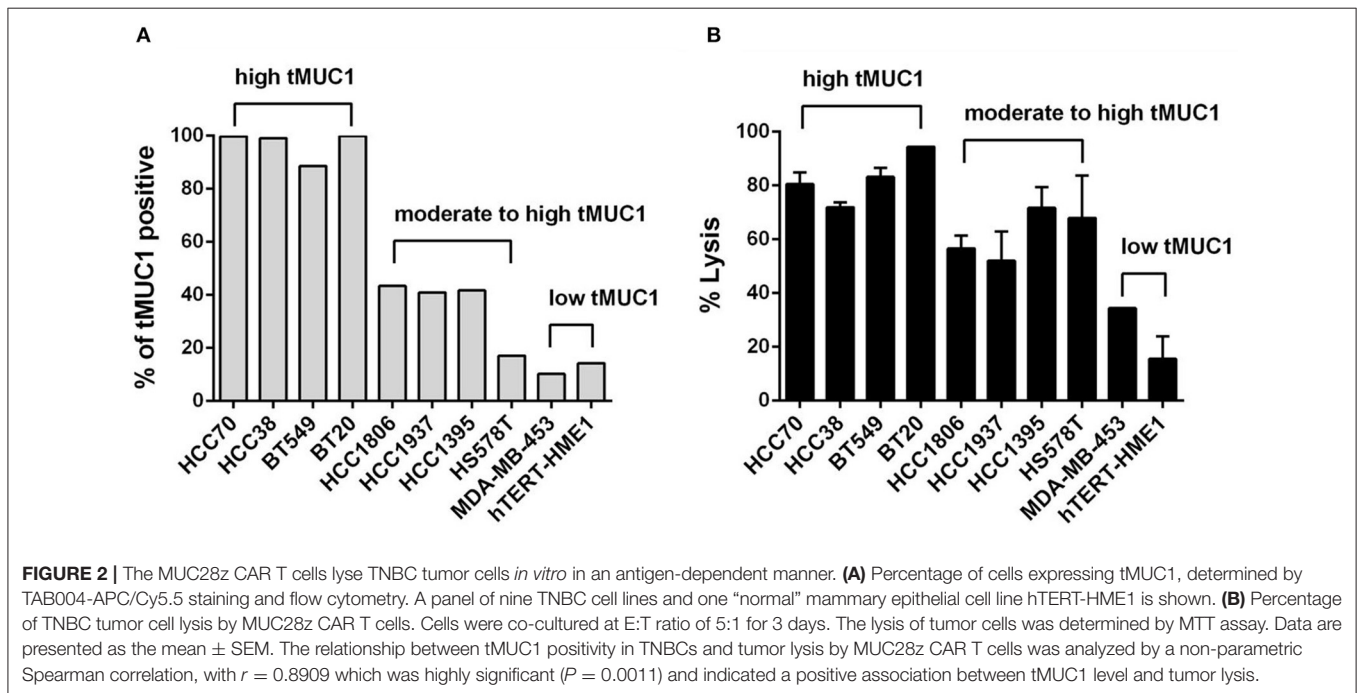 A
high tMUC1
moderate to high tMUC1
low tMUC1
% of tMUC1 positive
100
80
60
40
20
0
HCC70
HCC38
BT549
BT20
HCC1806
HCC1937
HCC1395
HS578T
MDA-MB-453
hTERT-HME1
B
high tMUC1
moderate to high tMUC1
low tMUC1
% Lysis
100
80
60
40
20
0
HCC70
HCC38
BT549
BT20
HCC1806
HCC1937
HCC1395
HS578T
MDA-MB-453
hTERT-HME1
FIGURE 2 | The MUC28z CAR T cells lyse TNBC tumor cells in vitro in an antigen-dependent manner. (A) Percentage of cells expressing tMUC1, determined by
TAB004-APC/Cy5.5 staining and flow cytometry. A panel of nine TNBC cell lines and one “normal” mammary epithelial cell line hTERT-HME1 is shown. (B) Percentage
of TNBC tumor cell lysis by MUC28z CAR T cells. Cells were co-cultured at E:T ratio of 5:1 for 3 days. The lysis of tumor cells was determined by MTT assay. Data are
presented as the mean ± SEM. The relationship between tMUC1 positivity in TNBCs and tumor lysis by MUC28z CAR T cells was analyzed by a non-parametric
Spearman correlation, with r = 0.8909 which was highly significant (P = 0.0011) and indicated a positive association between tMUC1 level and tumor lysis.